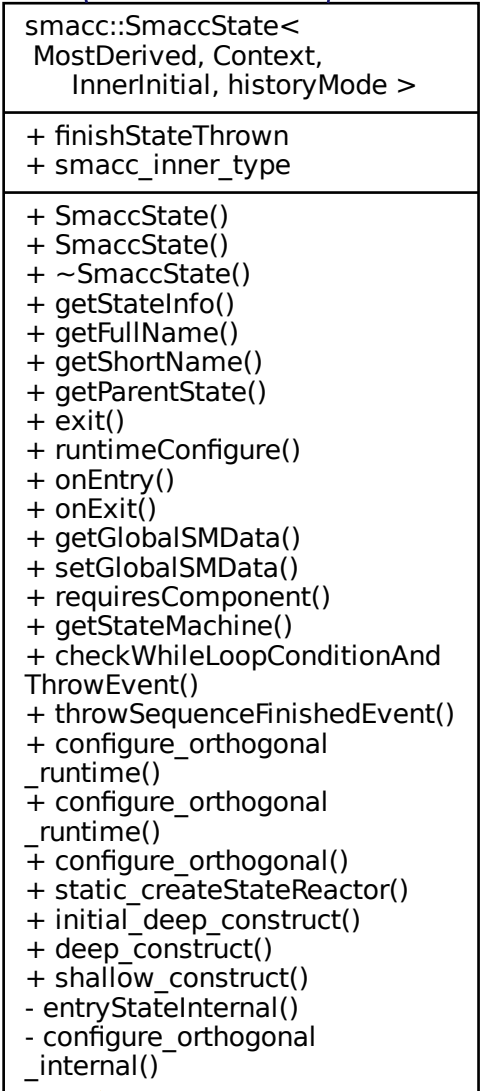 smacc::SmaccState<
MostDerived, Context,
InnerInitial, historyMode >
+ finishStateThrown
+ smacc_inner_type
+ SmaccState()
+ SmaccState()
+ ~SmaccState()
+ getStateInfo()
+ getFullName()
+ getShortName()
+ getParentState()
+ exit()
+ runtimeConfigure()
+ onEntry()
+ onExit()
+ getGlobalSMData()
+ setGlobalSMData()
+ requiresComponent()
+ getStateMachine()
+ checkWhileLoopConditionAnd
ThrowEvent()
+ throwSequenceFinishedEvent()
+ configure_orthogonal
_runtime()
+ configure_orthogonal
_runtime()
+ configure_orthogonal()
+ static_createStateReactor()
+ initial_deep_construct()
+ deep_construct()
+ shallow_construct()
- entryStateInternal()
- configure_orthogonal
_internal()